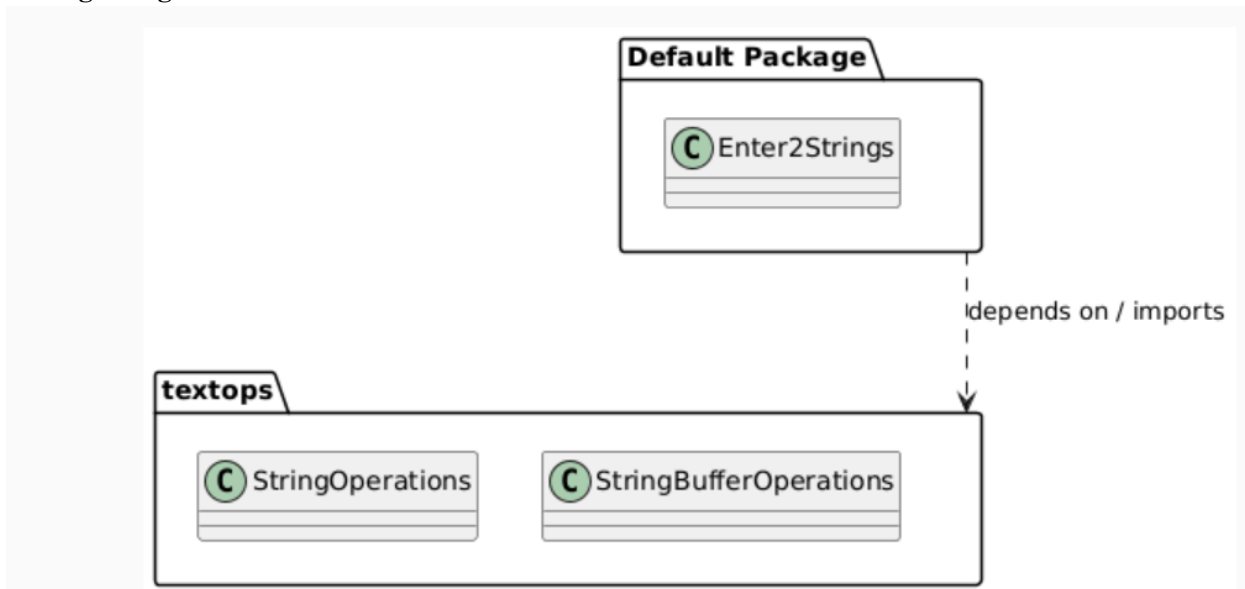 Default Package
C Enter2Strings
depends on / imports
textops
C StringOperations
C StringBufferOperations